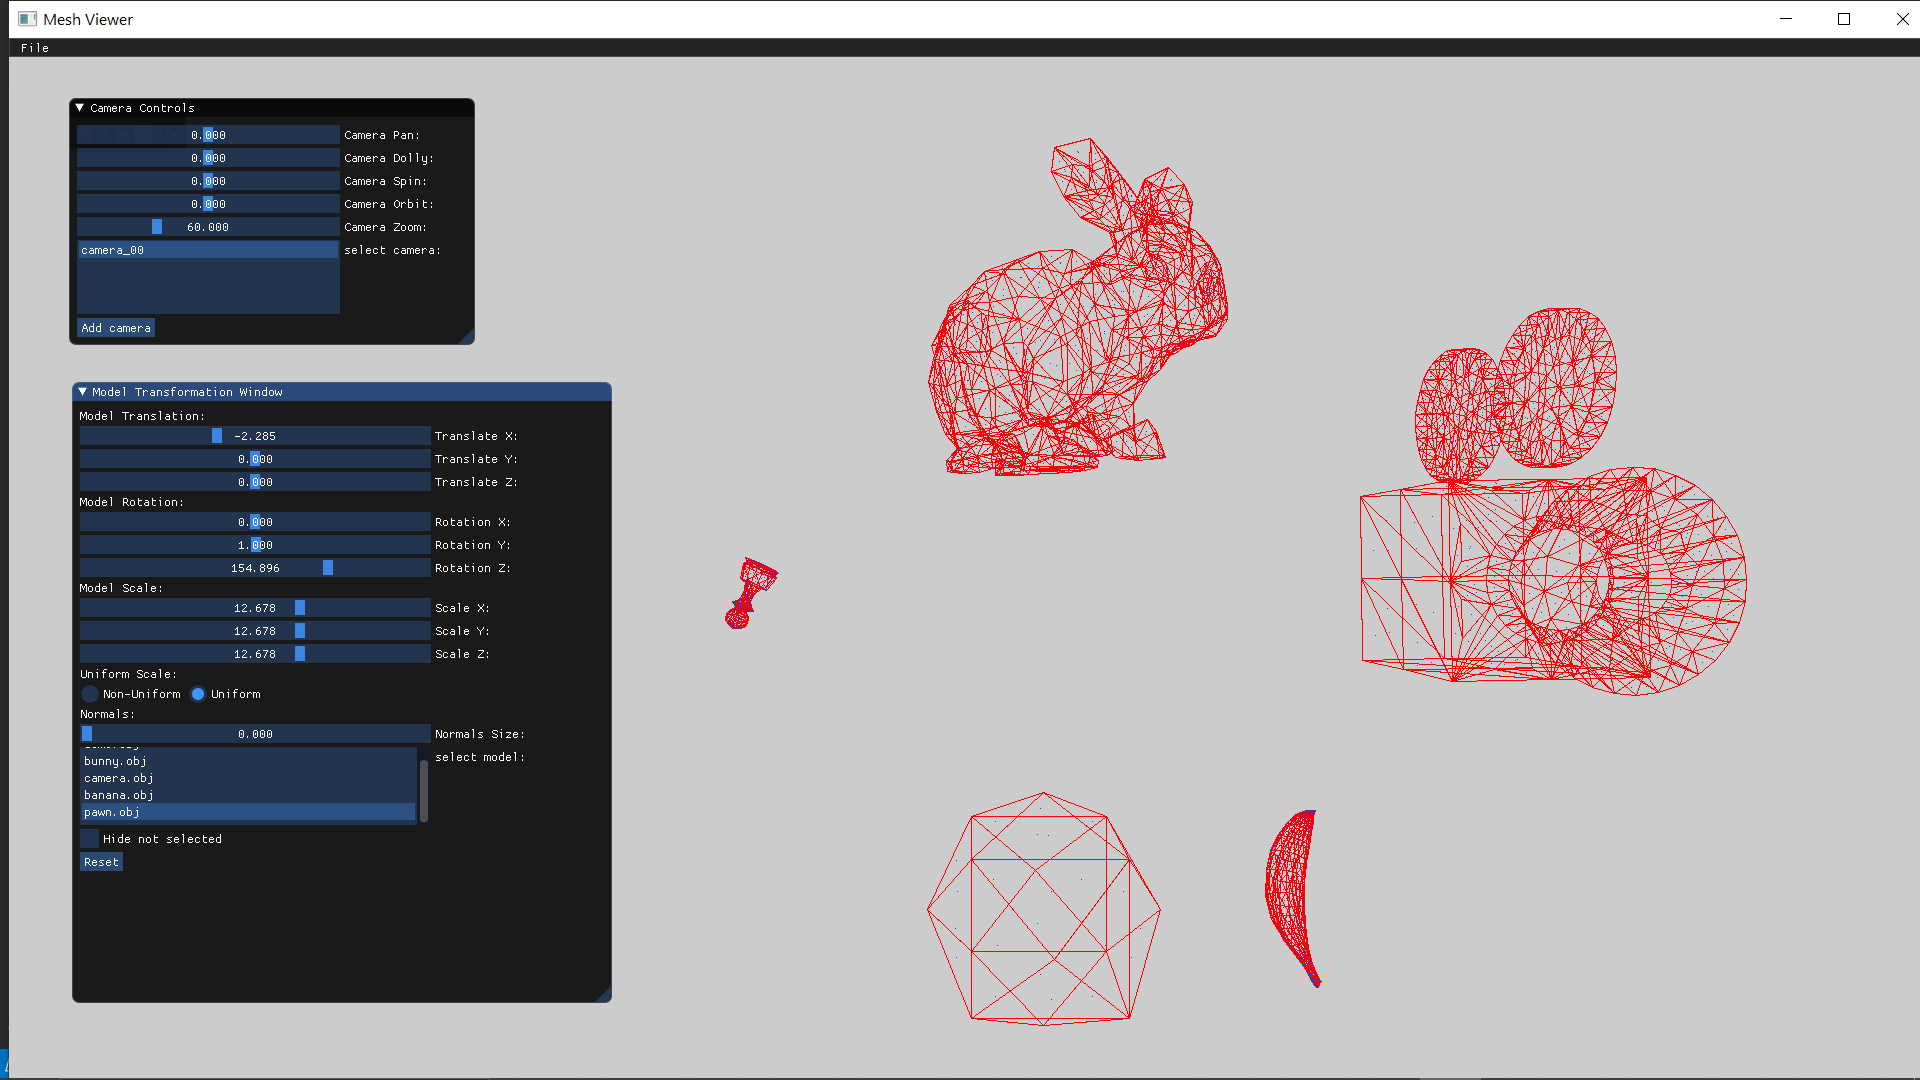 Mesh Viewer
File
Camera Controls
0.000 Camera Pan:
0.000 Camera Dolly:
0.000 Camera Spin:
0.000 Camera Orbit:
60.000 Camera Zoom:
camera_00 select camera:
Add camera
Model Transformation Window
Model Translation:
-2.285 Translate X:
0.000 Translate Y:
0.000 Translate Z:
Model Rotation:
0.000 Rotation X:
1.000 Rotation Y:
154.896 Rotation Z:
Model Scale:
12.678 Scale X:
12.678 Scale Y:
12.678 Scale Z:
Uniform Scale:
Non-Uniform Uniform
Normals:
0.000 Normals Size:
select model:
bunny.obj
camera.obj
banana.obj
pawn.obj
Hide not selected
Reset